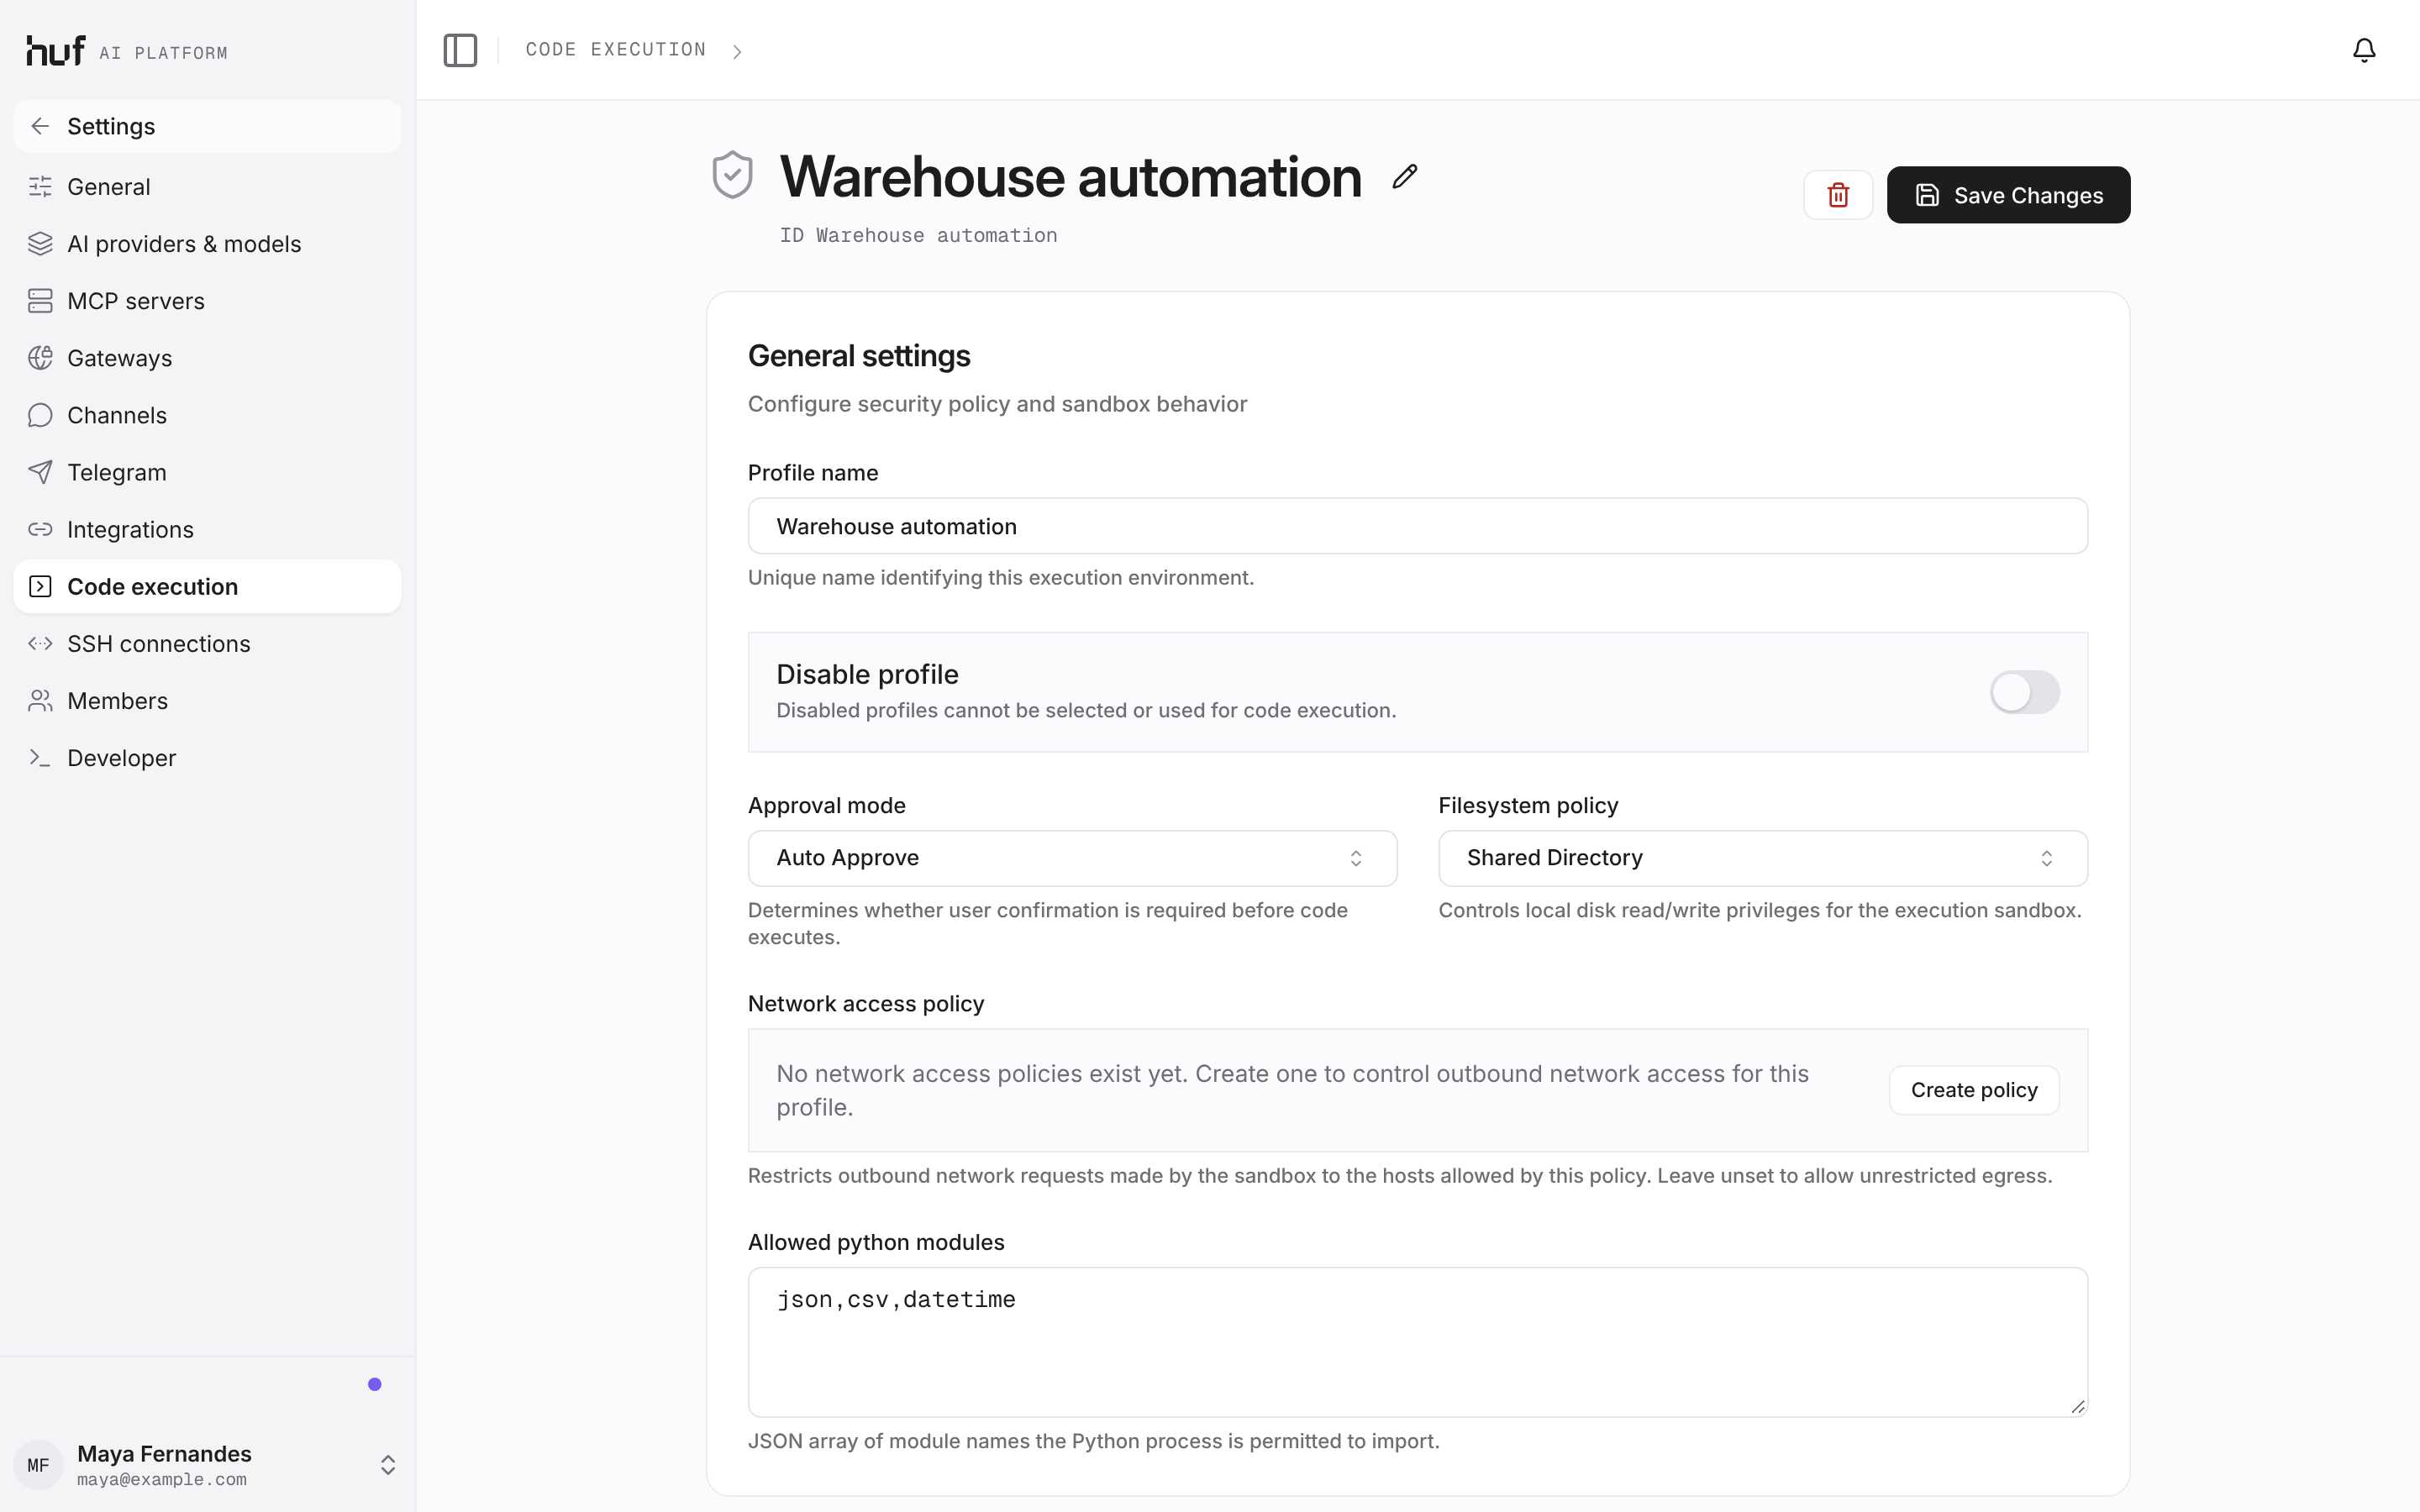 huf AI PLATFORM
Settings
General
AI providers & models
MCP servers
Gateways
Channels
Telegram
Integrations
Code execution
SSH connections
Members
Developer
MF
Maya Fernandes
maya@example.com
CODE EXECUTION
Warehouse automation
ID Warehouse automation
Save Changes
General settings
Configure security policy and sandbox behavior
Profile name
Warehouse automation
Unique name identifying this execution environment.
Disable profile
Disabled profiles cannot be selected or used for code execution.
Approval mode
Auto Approve
Determines whether user confirmation is required before code
executes.
Filesystem policy
Shared Directory
Controls local disk read/write privileges for the execution sandbox.
Network access policy
No network access policies exist yet. Create one to control outbound network access for this
profile.
Create policy
Restricts outbound network requests made by the sandbox to the hosts allowed by this policy. Leave unset to allow unrestricted egress.
Allowed python modules
json,csv,datetime
JSON array of module names the Python process is permitted to import.